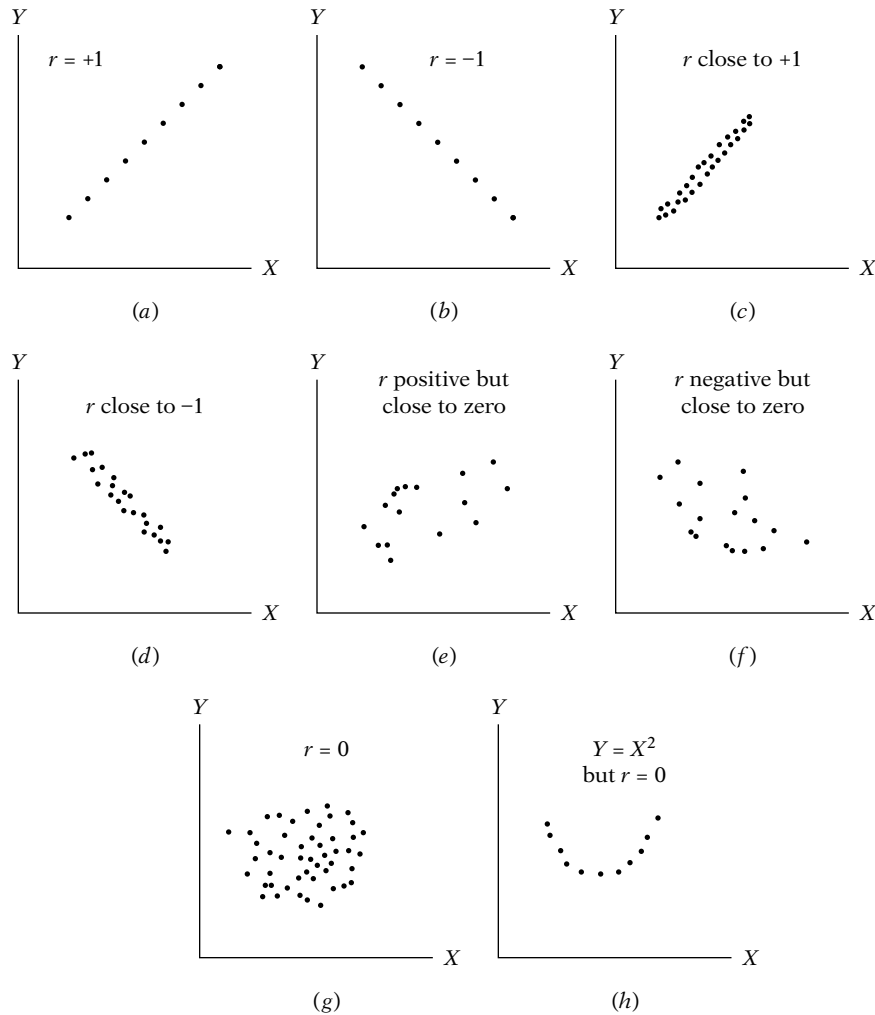 Y
Y
Y
r = +1
r = −1
r close to +1
X
X
X
(a)
(b)
(c)
Y
Y
Y
r close to −1
r positive but
close to zero
r negative but
close to zero
X
X
X
(d)
(e)
(f)
Y
Y
r = 0
Y = X²
but r = 0
X
X
(g)
(h)